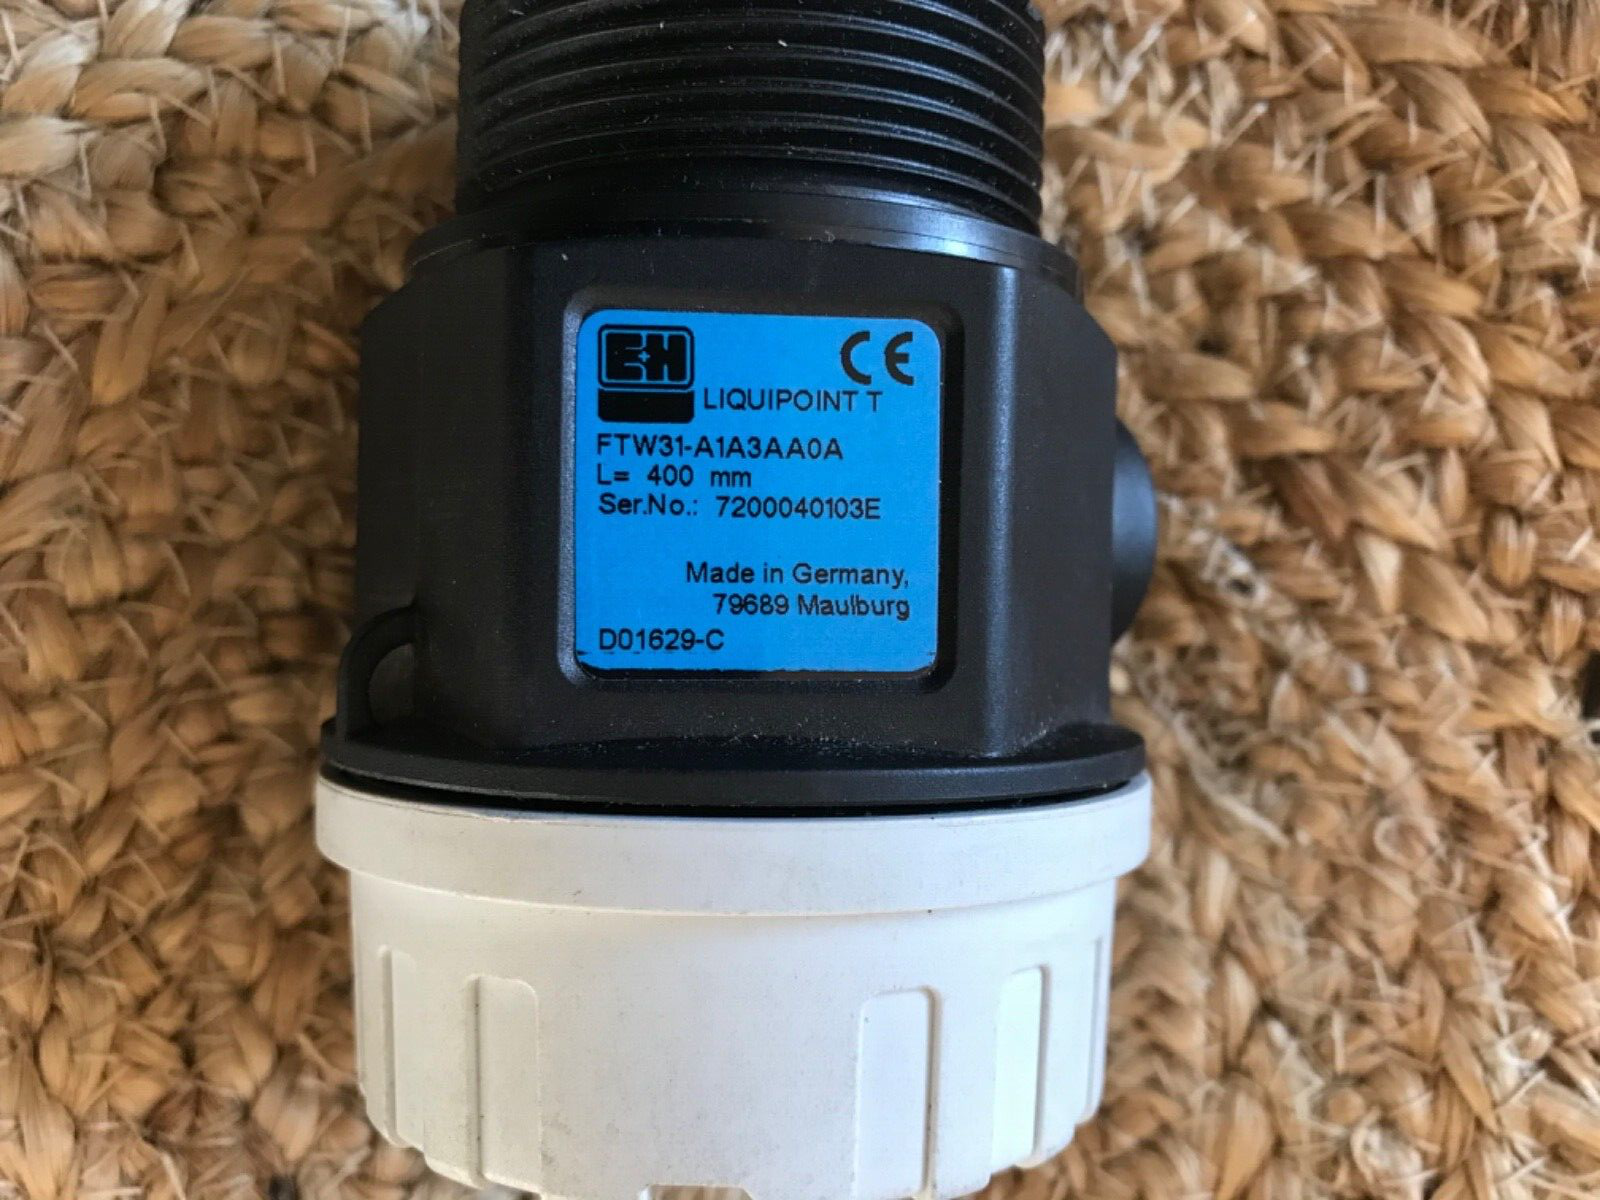 E+H
CE
LIQUIPOINT T
FTW31-A1A3AA0A
L= 400 mm
Ser.No.: 7200040103E
Made in Germany,
79689 Maulburg
D01629-C